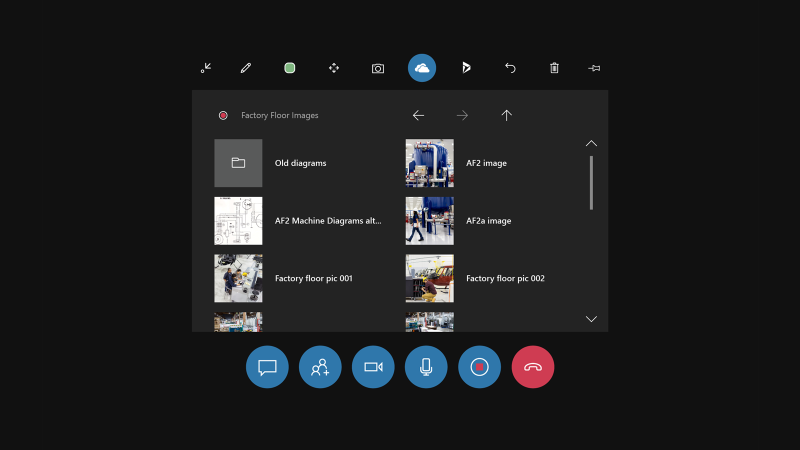 Factory Floor Images
Old diagrams
AF2 image
AF2 Machine Diagrams alt...
AF2a image
Factory floor pic 001
Factory floor pic 002